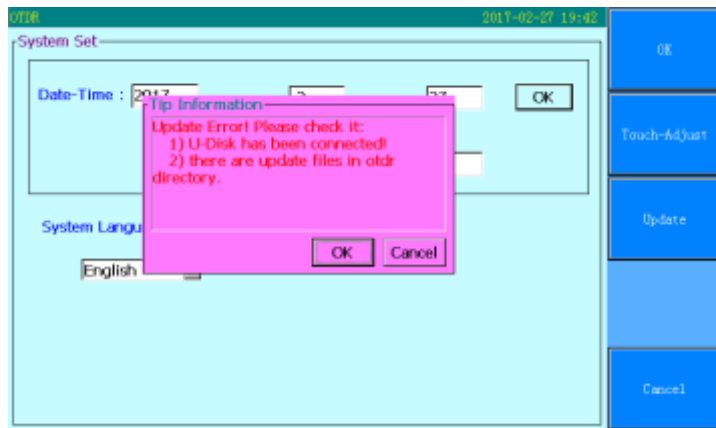 OTDR 2017-02-27 19:42
System Set
Date-Time : 2017 OK
Tip Information
Update Error! Please check it:
1) U-Disk has been connected!
2) there are update files in otdr
directory.
OK Cancel
System Langu
English
OK
Touch-Adjust
Update
Cancel